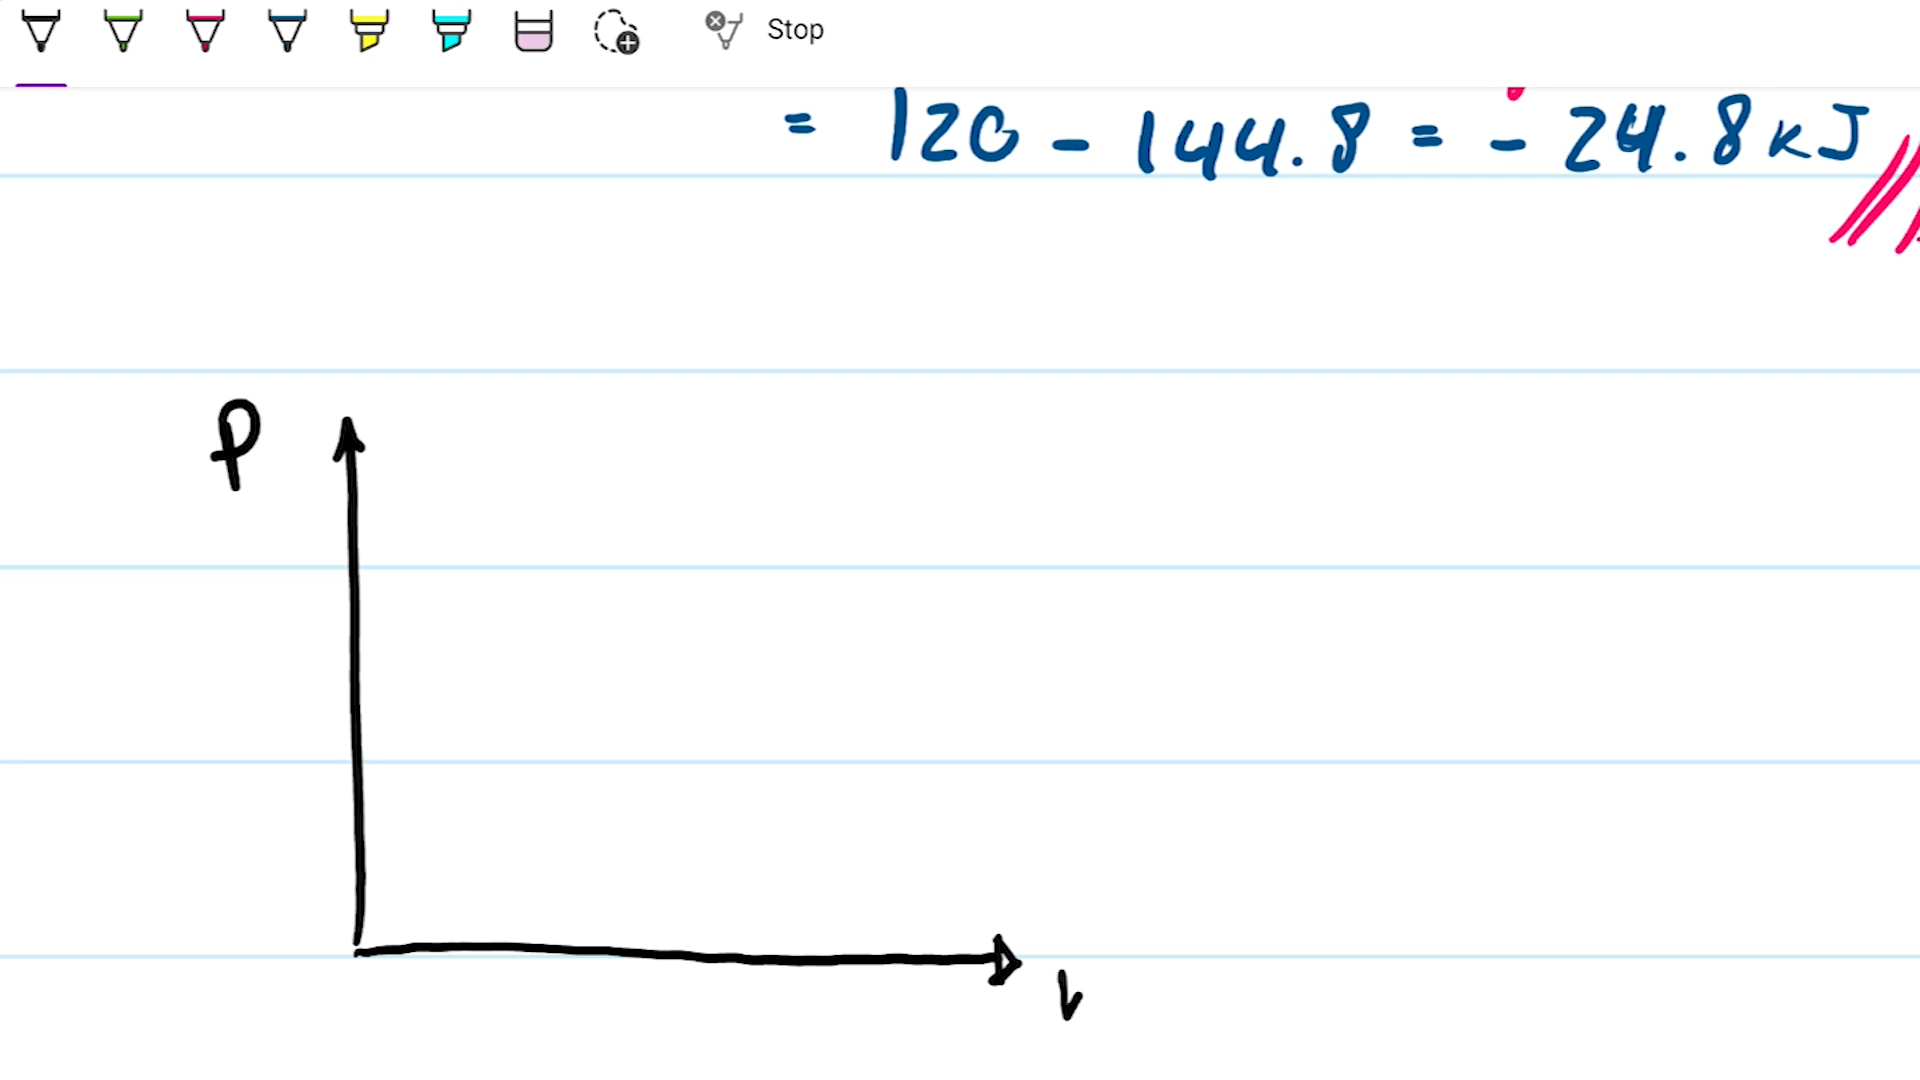 Stop
= 120 - 144.8 = - 24.8 kJ
P
v